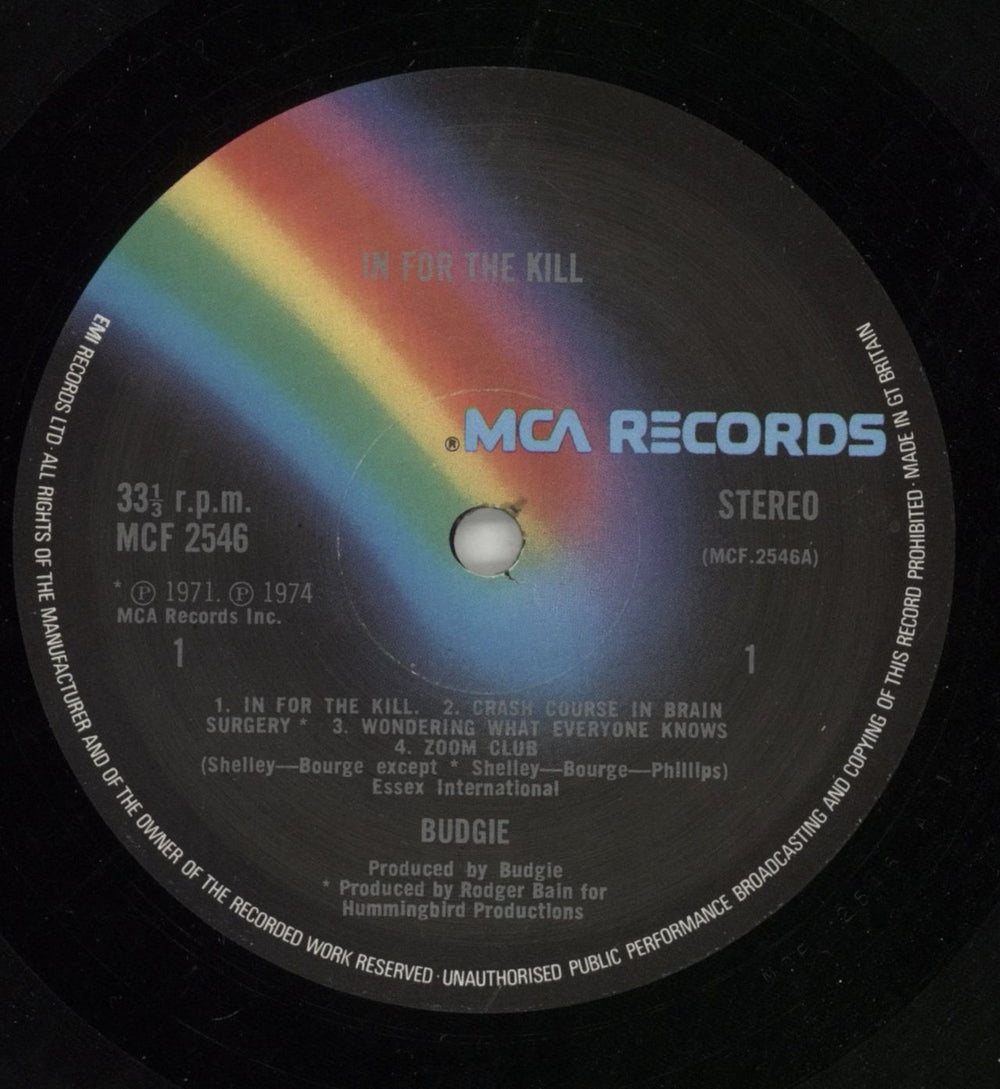 IN FOR THE KILL
® MCA RECORDS
33⅓ r.p.m.
MCF 2546
STEREO
(MCF.2546A)
* ℗ 1971. ℗ 1974
MCA Records Inc.
1
1
1. IN FOR THE KILL. 2. CRASH COURSE IN BRAIN
SURGERY * 3. WONDERING WHAT EVERYONE KNOWS
4. ZOOM CLUB
(Shelley—Bourge except * Shelley—Bourge—Phillips)
Essex International
BUDGIE
Produced by Budgie
* Produced by Rodger Bain for
Hummingbird Productions
EMI RECORDS LTD · ALL RIGHTS OF THE MANUFACTURER AND OF THE OWNER OF THE RECORDED WORK RESERVED · UNAUTHORISED PUBLIC PERFORMANCE BROADCASTING AND COPYING OF THIS RECORD PROHIBITED · MADE IN GT BRITAIN